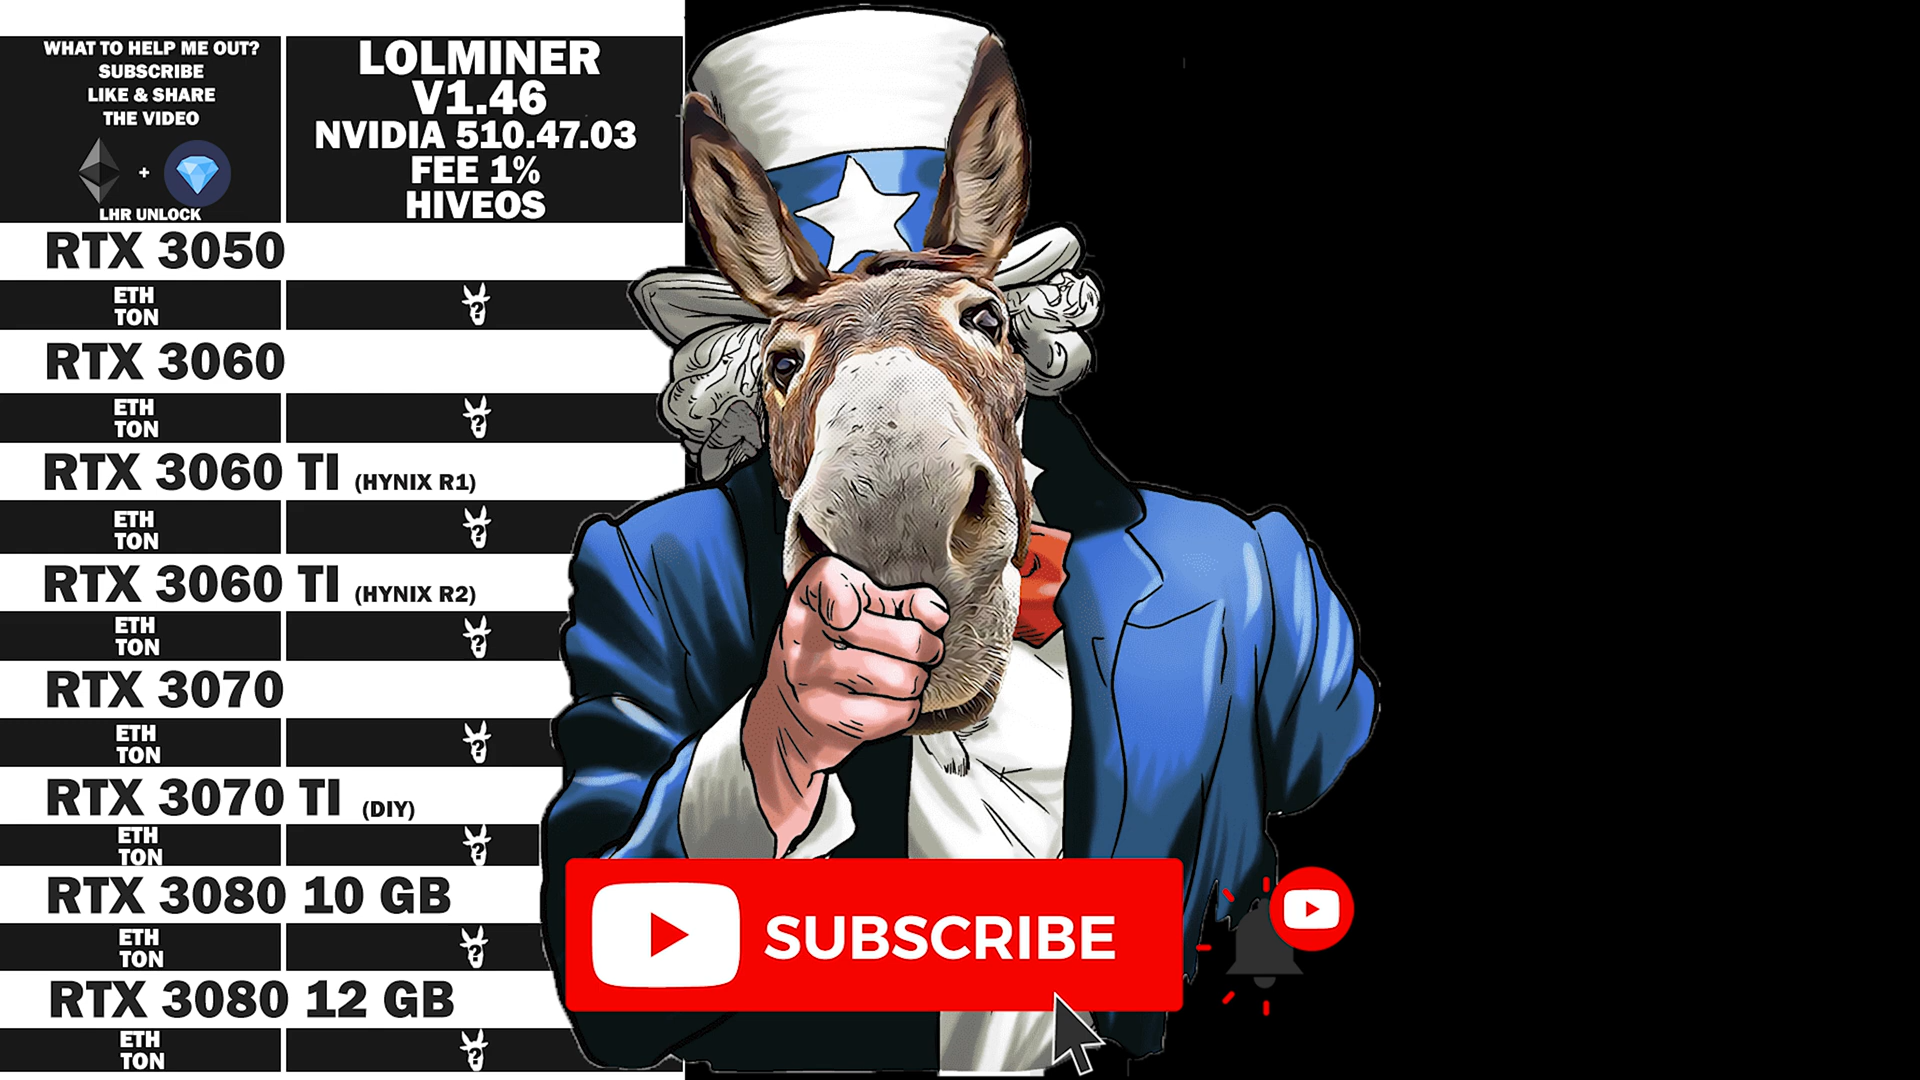 WHAT TO HELP ME OUT?
SUBSCRIBE
LIKE & SHARE
THE VIDEO
+
LHR UNLOCK
LOLMINER
V1.46
NVIDIA 510.47.03
FEE 1%
HIVEOS
RTX 3050
ETH
TON
?
RTX 3060
ETH
TON
?
RTX 3060 TI (HYNIX R1)
ETH
TON
?
RTX 3060 TI (HYNIX R2)
ETH
TON
?
RTX 3070
ETH
TON
?
RTX 3070 TI (DIY)
ETH
TON
?
RTX 3080 10 GB
ETH
TON
?
RTX 3080 12 GB
ETH
TON
?
SUBSCRIBE